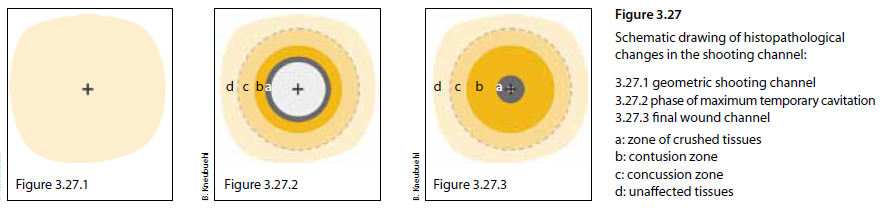 Figure 3.27.1
d c b a
Figure 3.27.2
B. Kneubuehl
d c b a
Figure 3.27.3
B. Kneubuehl
Figure 3.27
Schematic drawing of histopathological
changes in the shooting channel:
3.27.1 geometric shooting channel
3.27.2 phase of maximum temporary cavitation
3.27.3 final wound channel
a: zone of crushed tissues
b: contusion zone
c: concussion zone
d: unaffected tissues